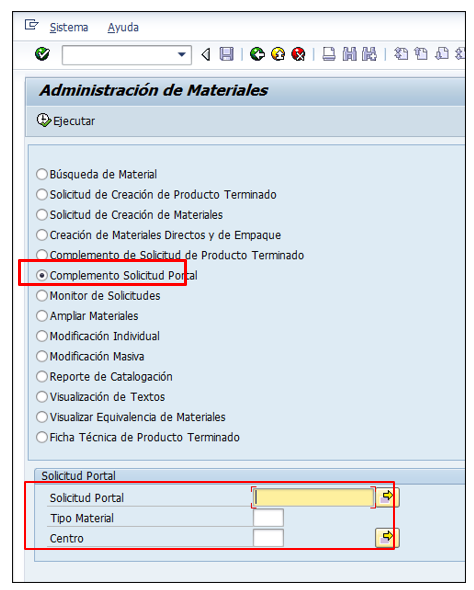 Sistema Ayuda
Administración de Materiales
Ejecutar
Búsqueda de Material
Solicitud de Creación de Producto Terminado
Solicitud de Creación de Materiales
Creación de Materiales Directos y de Empaque
Complemento de Solicitud de Producto Terminado
Complemento Solicitud Portal
Monitor de Solicitudes
Ampliar Materiales
Modificación Individual
Modificación Masiva
Reporte de Catalogación
Visualización de Textos
Visualizar Equivalencia de Materiales
Ficha Técnica de Producto Terminado
Solicitud Portal
Solicitud Portal
Tipo Material
Centro